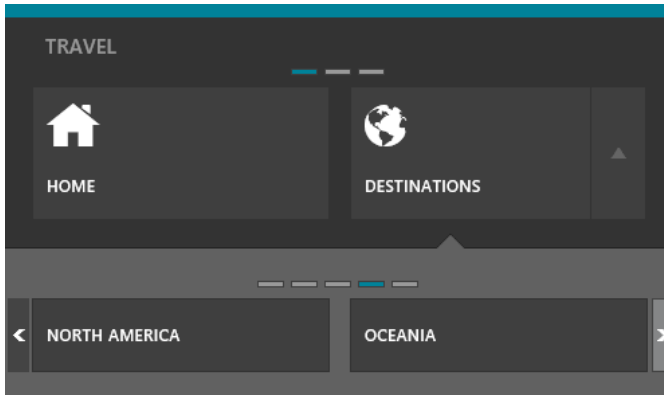 TRAVEL
HOME
DESTINATIONS
NORTH AMERICA
OCEANIA